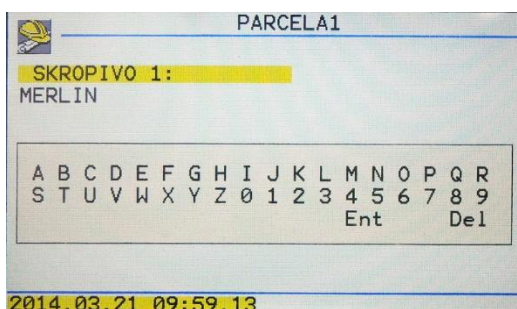 PARCELA1
SKROPIVO 1:
MERLIN
A B C D E F G H I J K L M N O P Q R
S T U V W X Y Z 0 1 2 3 4 5 6 7 8 9
Ent Del
2014.03.21 09:59.13